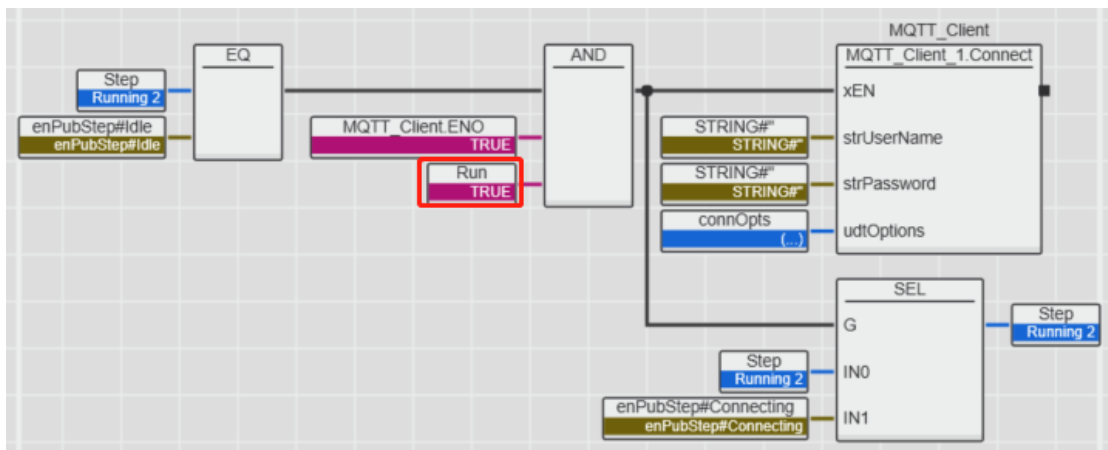 MQTT_Client
EQ
AND
MQTT_Client_1.Connect
Step
Running 2
xEN
enPubStep#Idle
enPubStep#Idle
MQTT_Client.ENO
TRUE
STRING#''
STRING#''
strUserName
Run
TRUE
STRING#''
STRING#''
strPassword
connOpts
(...)
udtOptions
SEL
G
Step
Running 2
Step
Running 2
IN0
enPubStep#Connecting
enPubStep#Connecting
IN1